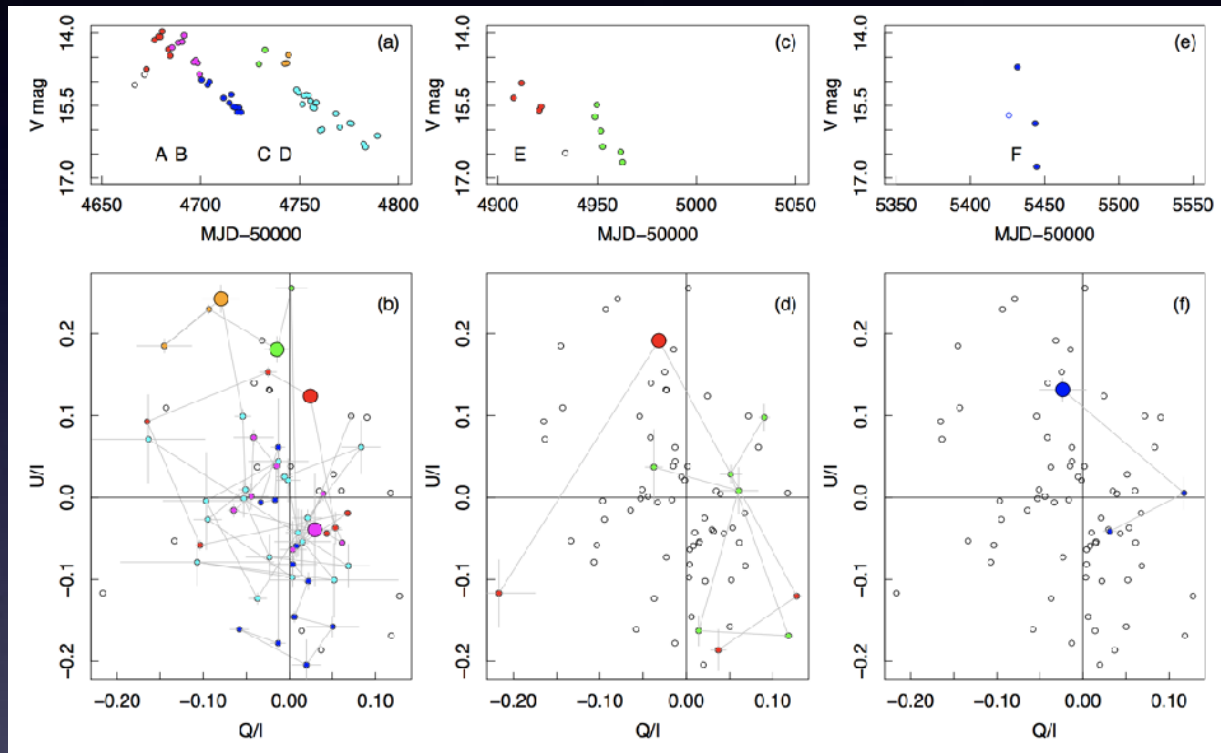 (a)
V mag
14.0
15.5
17.0
A B
C D
4650 4700 4750 4800
MJD−50000
(c)
V mag
14.0
15.5
17.0
E
4900 4950 5000 5050
MJD−50000
(e)
V mag
14.0
15.5
17.0
F
5350 5450 5500 5550
MJD−50000
(b)
U/I
0.2
0.1
0.0
−0.1
−0.2
−0.20 −0.10 0.00 0.10
Q/I
(d)
U/I
0.2
0.1
0.0
−0.1
−0.2
−0.20 −0.10 0.00 0.10
Q/I
(f)
U/I
0.2
0.1
0.0
−0.1
−0.2
−0.20 −0.10 0.00 0.10
Q/I